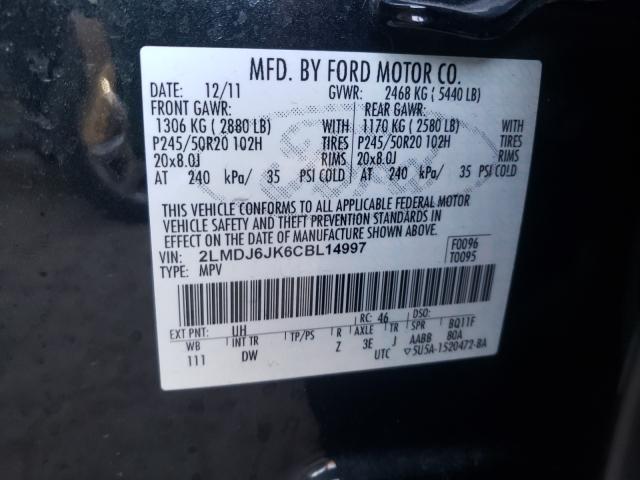 MFD. BY FORD MOTOR CO.
DATE: 12/11 GVWR: 2468 KG ( 5440 LB)
FRONT GAWR: REAR GAWR:
1306 KG ( 2880 LB) 1170 KG ( 2580 LB)
P245/50R20 102H TIRES P245/50R20 102H TIRES
20x8.0J RIMS 20x8.0J RIMS
AT 240 kPa/ 35 PSI COLD AT 240 kPa/ 35 PSI COLD
THIS VEHICLE CONFORMS TO ALL APPLICABLE FEDERAL MOTOR
VEHICLE SAFETY AND THEFT PREVENTION STANDARDS IN
EFFECT ON THE DATE OF MANUFACTURE SHOWN ABOVE.
VIN: 2LMDJ6JK6CBL14997 F0096
TYPE: MPV T0095
RC: 46 DSO:
EXT PNT: UH BQ11F
WB INT TR TP/PS R AXLE TR SPR
111 DW Z 3E J AABB 80A
UTC ▽5U5A-1520472-BA